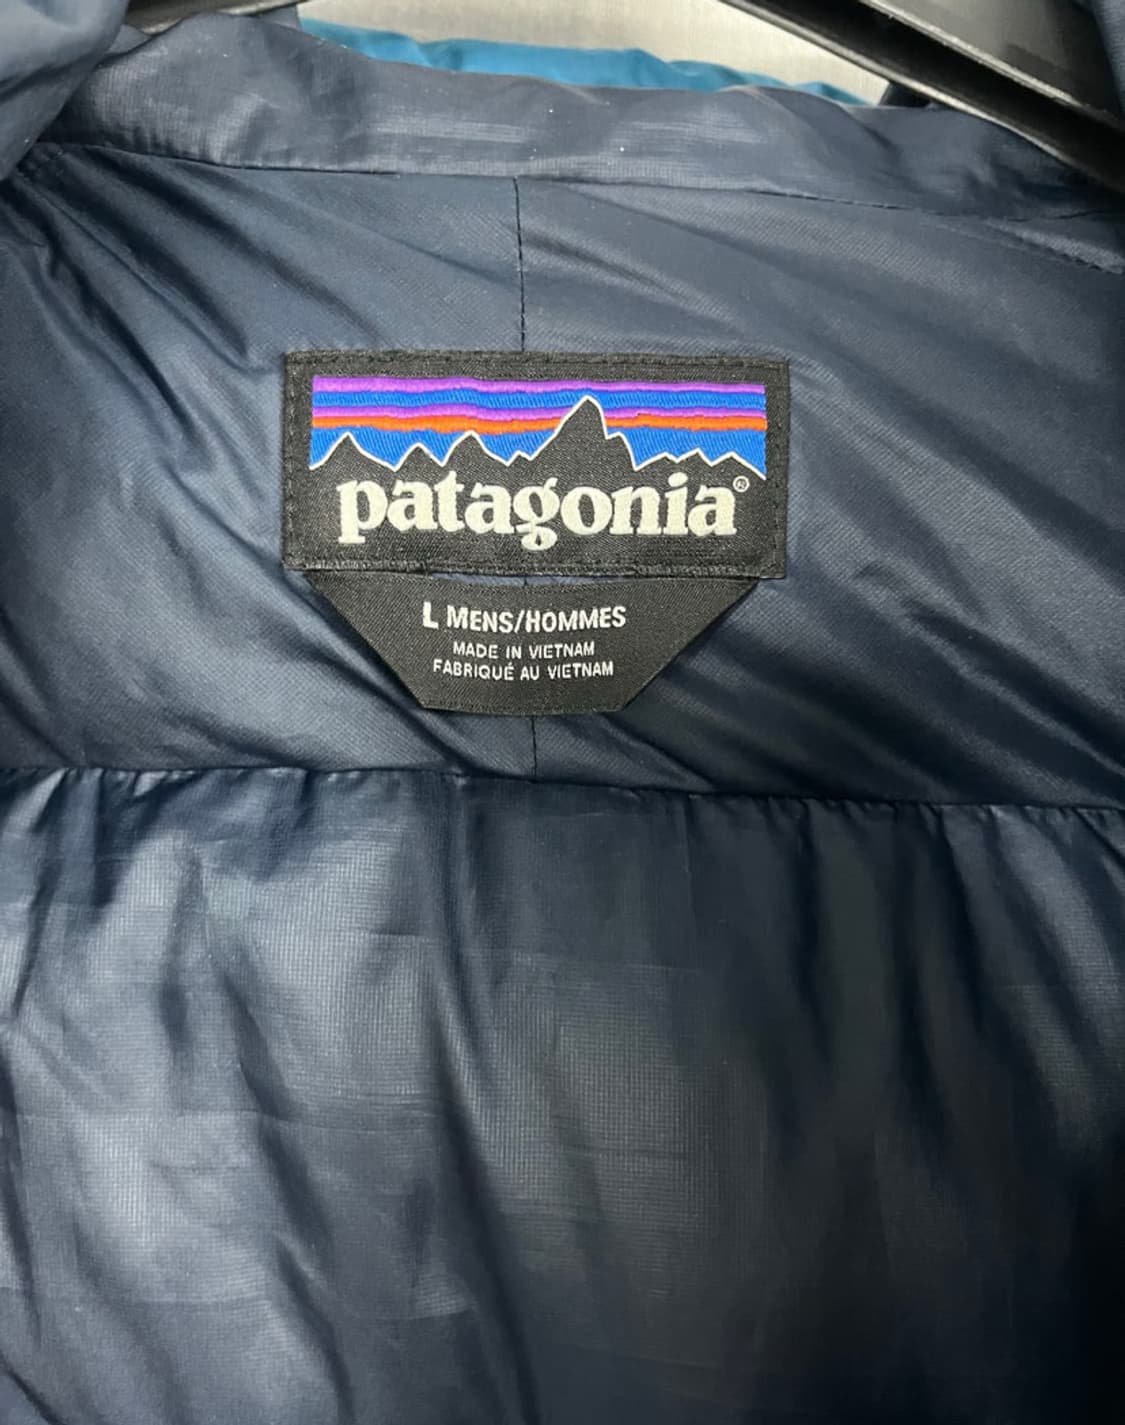 patagonia®
L MENS/HOMMES
MADE IN VIETNAM
FABRIQUÉ AU VIETNAM